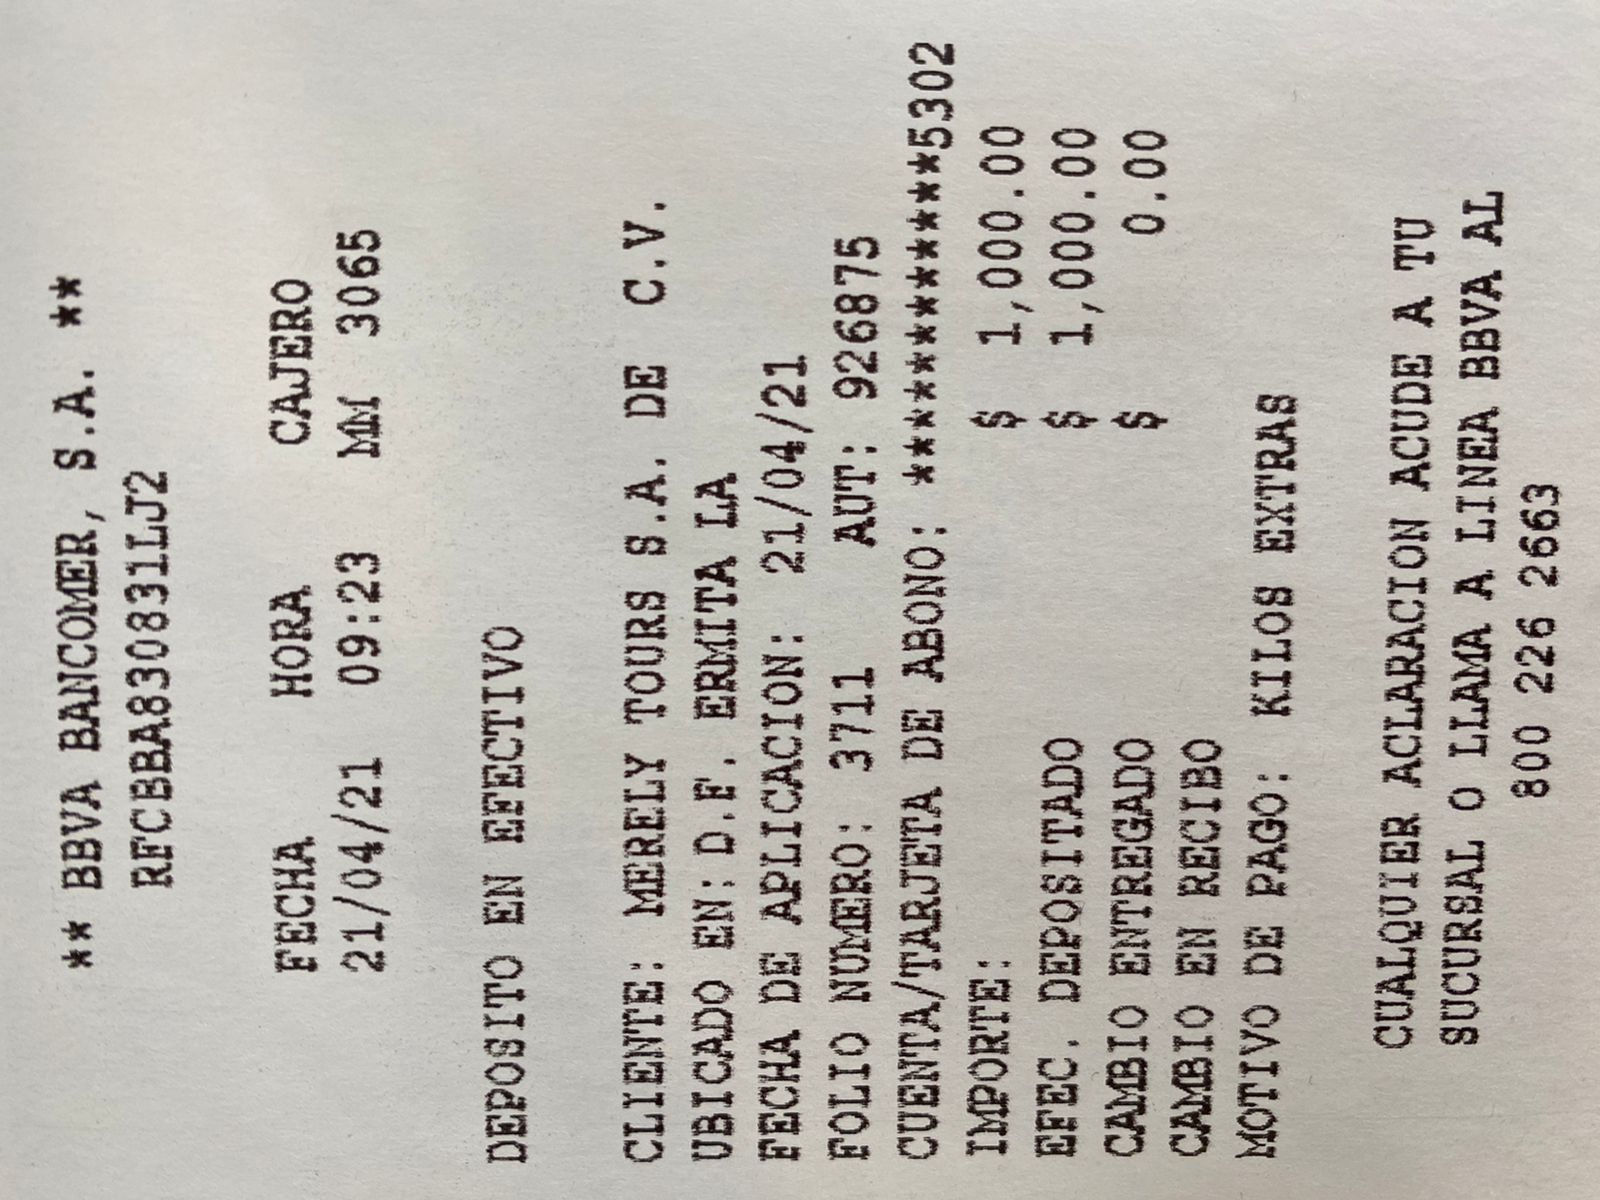 ** BBVA BANCOMER, S.A. **
RFCBBA830831LJ2
FECHA HORA CAJERO
21/04/21 09:23 MM 3065
DEPOSITO EN EFECTIVO
CLIENTE: MERELY TOURS S.A. DE C.V.
UBICADO EN: D.F. ERMITA LA
FECHA DE APLICACION: 21/04/21
FOLIO NUMERO: 3711 AUT: 926875
CUENTA/TARJETA DE ABONO: ************5302
IMPORTE: $ 1,000.00
EFEC. DEPOSITADO $ 1,000.00
CAMBIO ENTREGADO $ 0.00
CAMBIO EN RECIBO
MOTIVO DE PAGO: KILOS EXTRAS
CUALQUIER ACLARACION ACUDE A TU
SUCURSAL O LLAMA A LINEA BBVA AL
800 226 2663